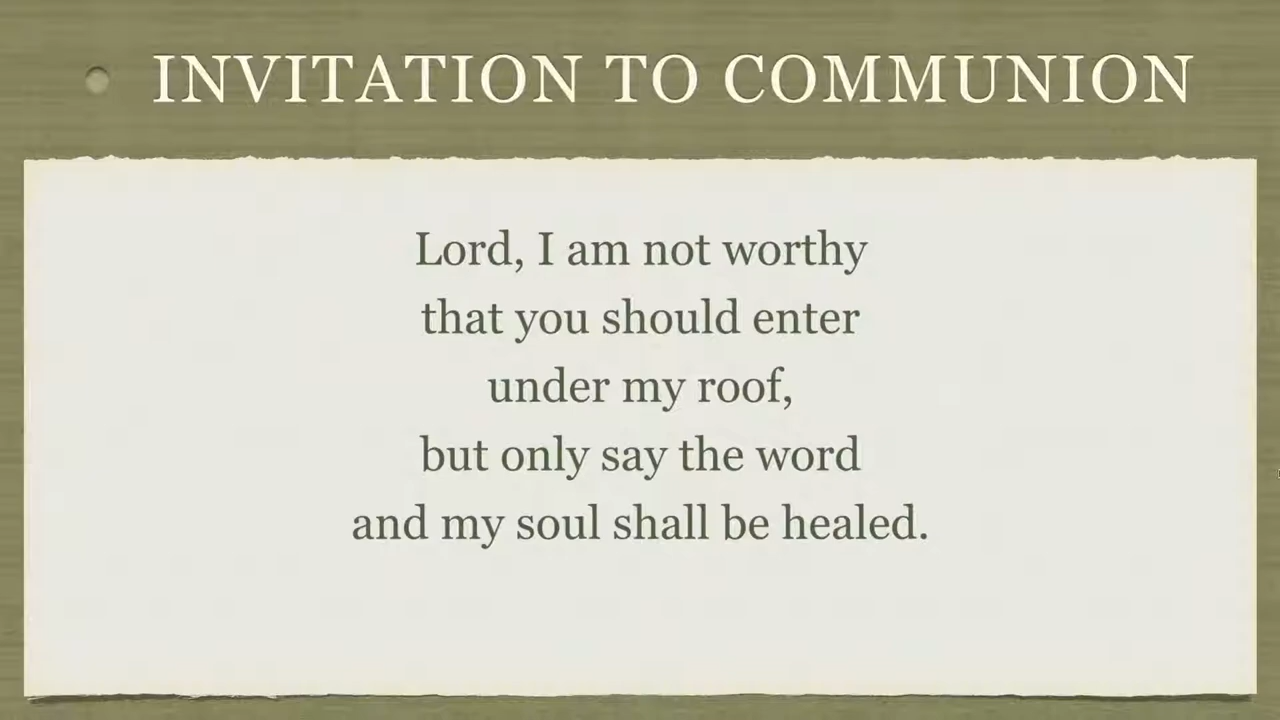 INVITATION TO COMMUNION
Lord, I am not worthy
that you should enter
under my roof,
but only say the word
and my soul shall be healed.